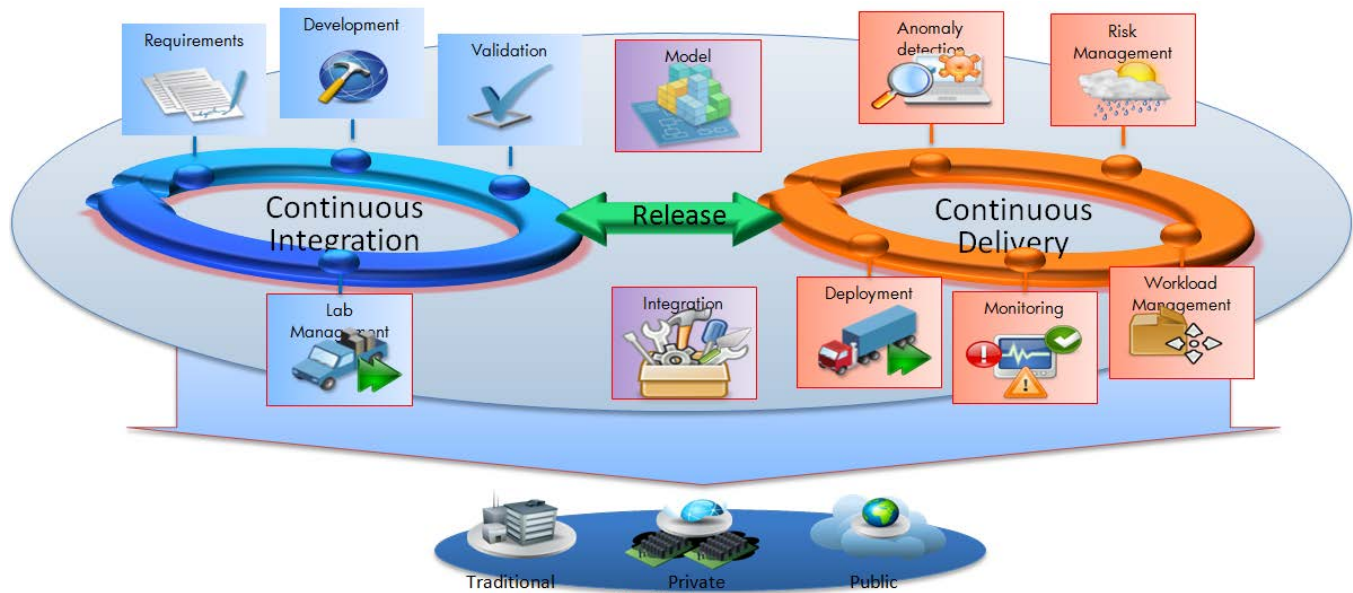 Requirements
Development
Validation
Model
Anomaly
detection
Risk
Management
Continuous
Integration
Release
Continuous
Delivery
Lab
Management
Integration
Deployment
Monitoring
Workload
Management
Traditional
Private
Public